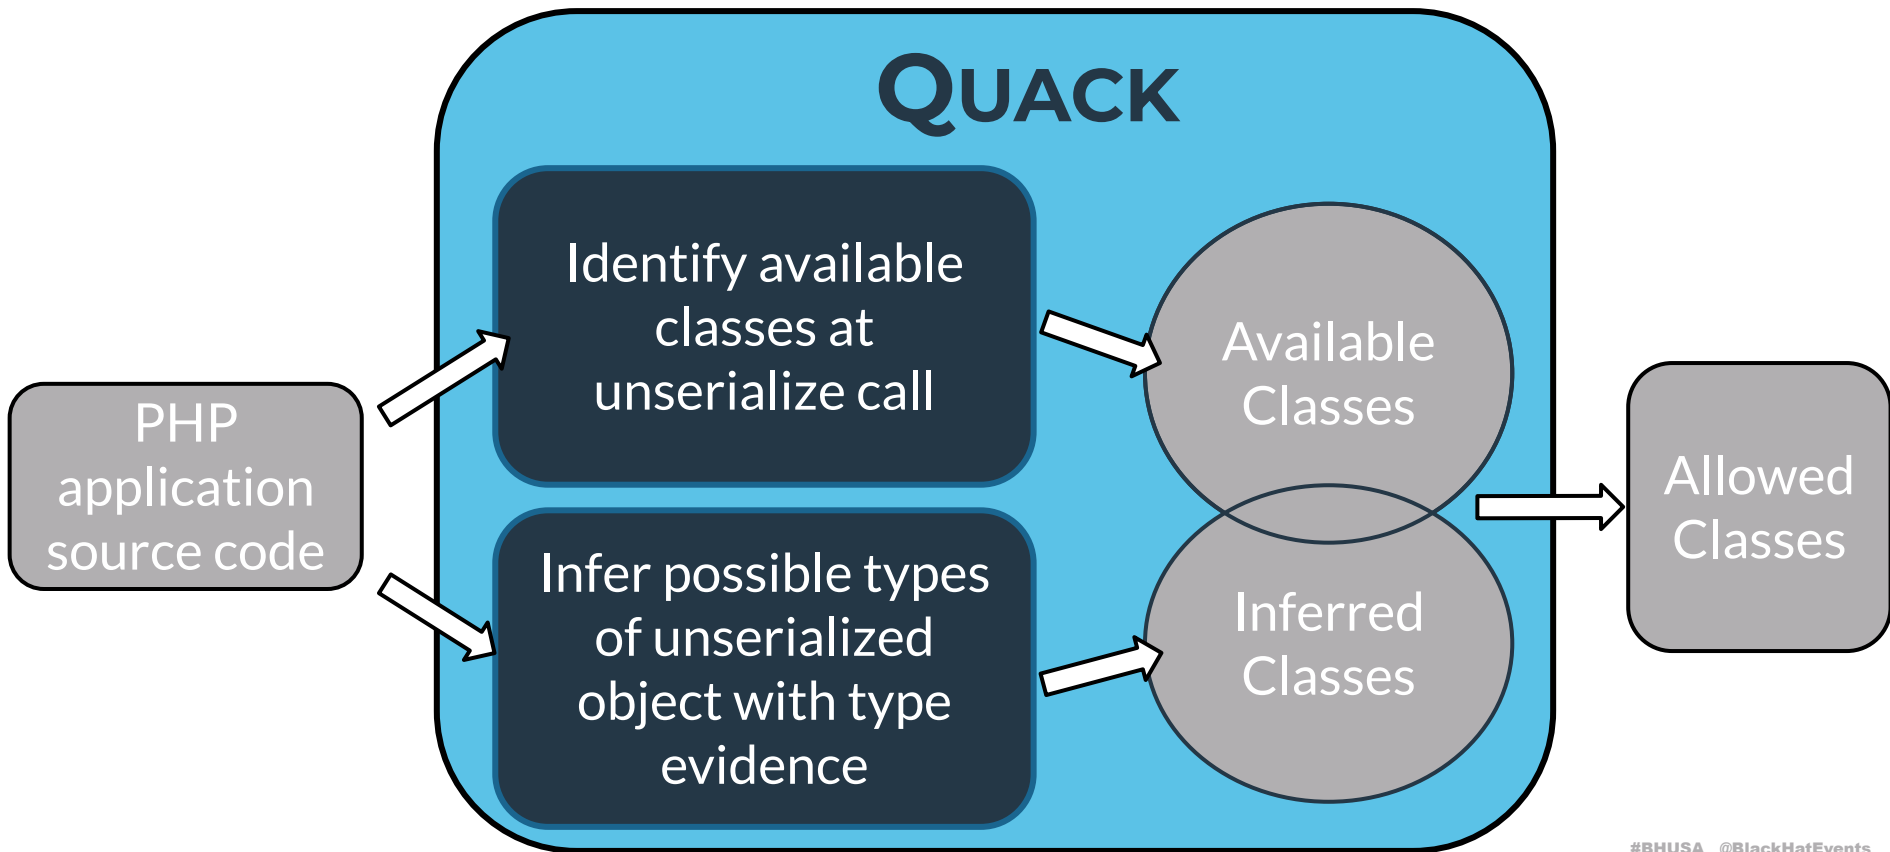 QUACK
PHP
application
source code
Identify available
classes at
unserialize call
Infer possible types
of unserialized
object with type
evidence
Available
Classes
Inferred
Classes
Allowed
Classes
#BHUSA @BlackHatEvents